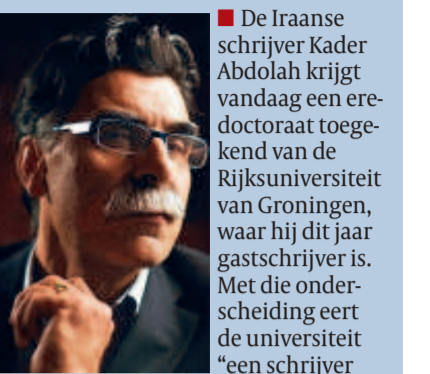 De Iraanse
schrijver Kader
Abdolah krijgt
vandaag een ere-
doctoraat toege-
kend van de
Rijksuniversiteit
van Groningen,
waar hij dit jaar
gastschrijver is.
Met die onder-
scheiding eert
de universiteit
“een schrijver